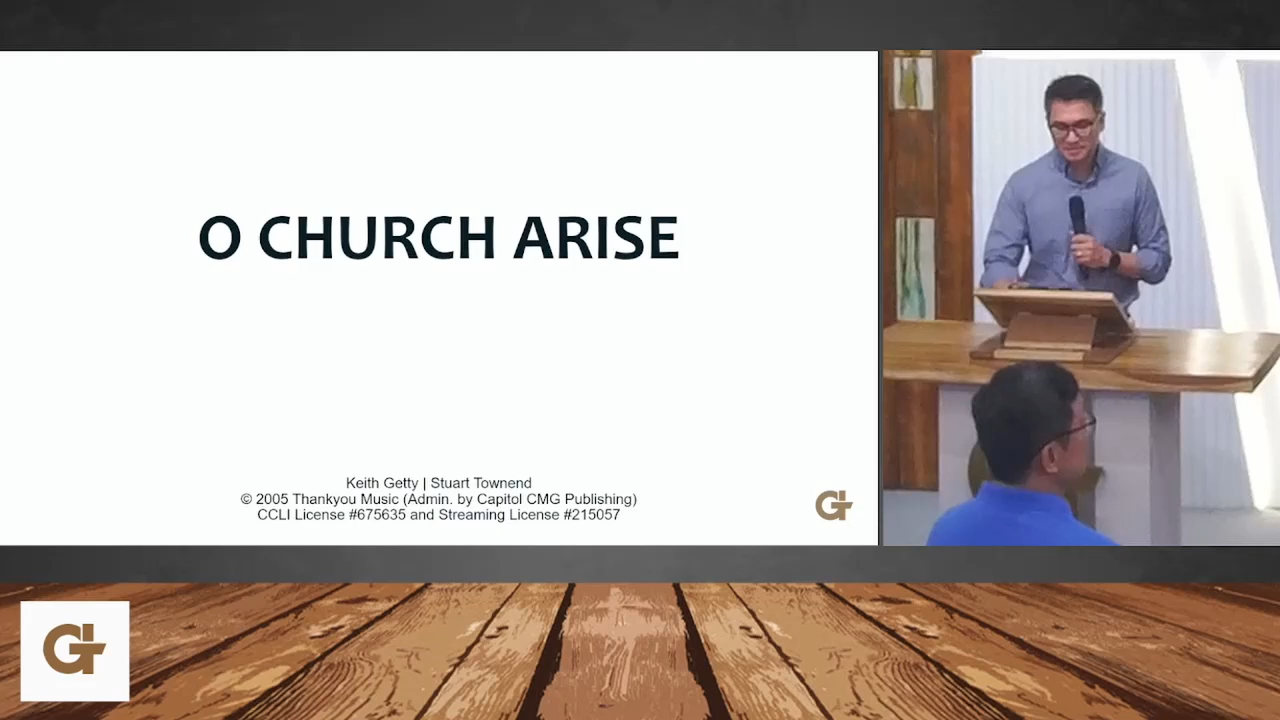 O CHURCH ARISE
Keith Getty | Stuart Townend
© 2005 Thankyou Music (Admin. by Capitol CMG Publishing)
CCLI License #675635 and Streaming License #215057